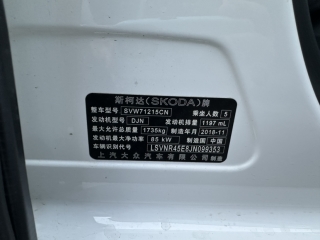 斯柯达(SKODA)牌
整车型号 SVW71215CN 乘坐人数 5
发动机型号 DJN 发动机排量 1197 mL
最大允许总质量 1735kg 制造年月 2018-11
发动机最大净功率 85 kW 制造国 中国
车辆识别代号 LSVNR45E8JN099353
上汽大众汽车有限公司 制造